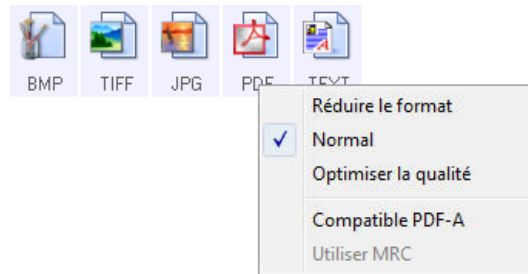 BMP TIFF JPG PDF TEXT
Réduire le format
Normal
Optimiser la qualité
Compatible PDF-A
Utiliser MRC